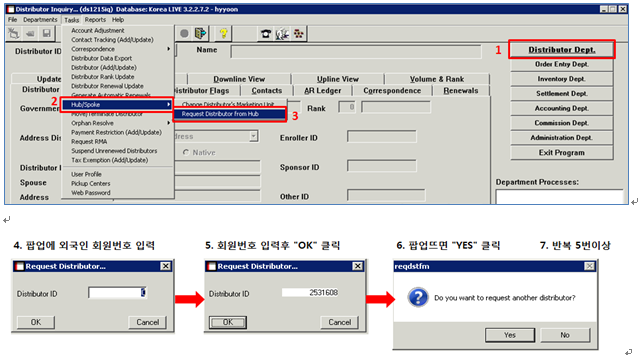 Distributor Inquiry... (ds1215iq) Database: Korea LIVE 3.2.2.7.2 - hyyoon
File Departments Tasks Reports Help
Account Adjustment
Contact Tracking (Add/Update)
Correspondence
Distributor Data Export
Distributor (Add/Update)
Distributor Rank Update
Distributor Renewal Update
Generate Automatic Renewals
2 Hub/Spoke
Move/Terminate Distributor
Orphan Resolve
Payment Restriction (Add/Update)
Request RMA
Suspend Unrenewed Distributors
Tax Exemption (Add/Update)
User Profile
Pickup Centers
Web Password
Change Distributor's Marketing Unit
Request Distributor from Hub 3
Distributor ID
Name
Update
Downline View Upline View Volume & Rank
Distributor
Distributor Flags Contacts AR Ledger Correspondence Renewals
Government
Rank 0
Address Dis
Native
Enroller ID
Distributor
Sponsor ID
Spouse
Address
Other ID
1 Distributor Dept.
Order Entry Dept.
Inventory Dept.
Settlement Dept.
Accounting Dept.
Commission Dept.
Administration Dept.
Exit Program
Department Processes:
4. 팝업에 외국인 회원번호 입력 5. 회원번호 입력후 "OK" 클릭 6. 팝업뜨면 "YES" 클릭 7. 반복 5번이상
Request Distributor...
Distributor ID 0
OK Cancel
Request Distributor...
Distributor ID 2531608
OK Cancel
reqdstfm
Do you want to request another distributor?
Yes No